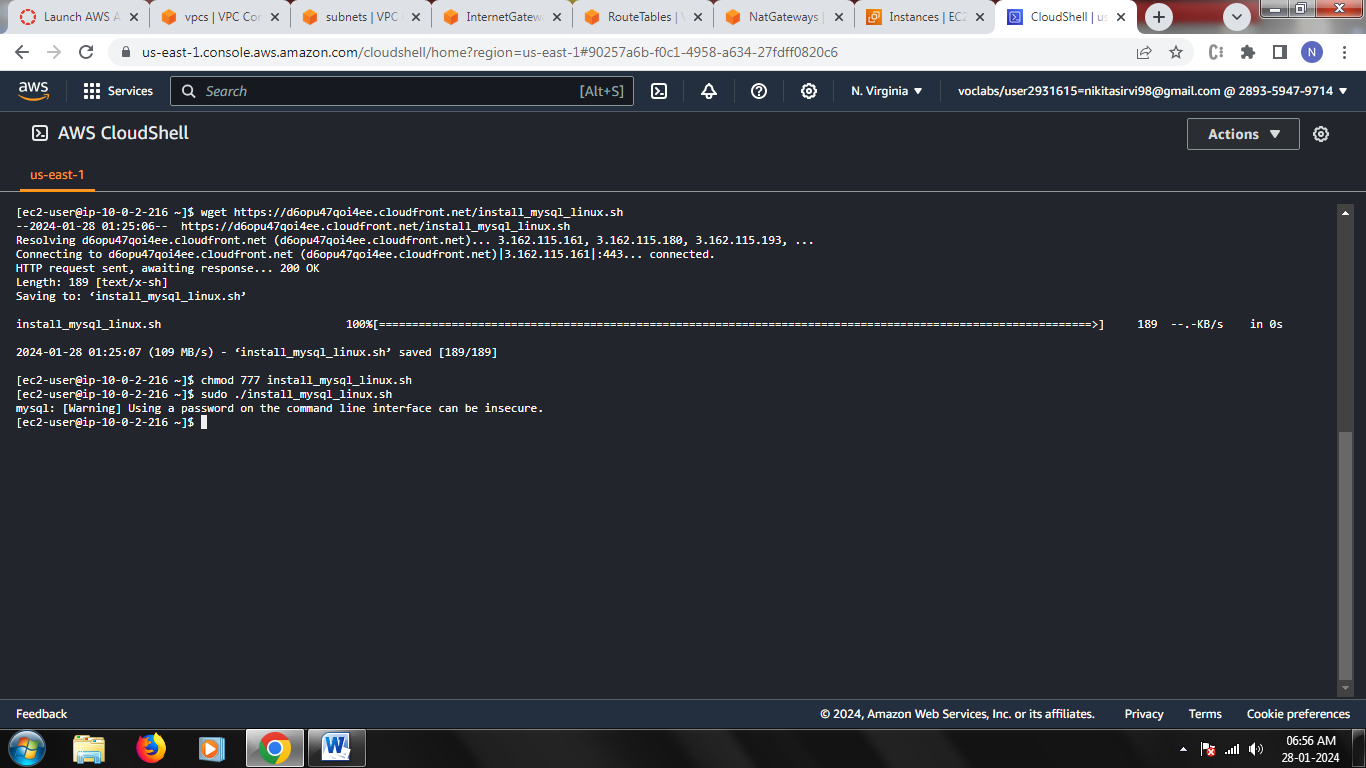 Launch AWS A
vpcs | VPC Con
subnets | VPC
InternetGatewa
RouteTables |
NatGateways |
Instances | EC2
CloudShell | us
us-east-1.console.aws.amazon.com/cloudshell/home?region=us-east-1#90257a6b-f0c1-4958-a634-27fdff0820c6
N
aws
Services
Search
[Alt+S]
N. Virginia
voclabs/user2931615=nikitasirvi98@gmail.com @ 2893-5947-9714
AWS CloudShell
Actions
us-east-1
[ec2-user@ip-10-0-2-216 ~]$ wget https://d6opu47qoi4ee.cloudfront.net/install_mysql_linux.sh
--2024-01-28 01:25:06--  https://d6opu47qoi4ee.cloudfront.net/install_mysql_linux.sh
Resolving d6opu47qoi4ee.cloudfront.net (d6opu47qoi4ee.cloudfront.net)... 3.162.115.161, 3.162.115.180, 3.162.115.193, ...
Connecting to d6opu47qoi4ee.cloudfront.net (d6opu47qoi4ee.cloudfront.net)|3.162.115.161|:443... connected.
HTTP request sent, awaiting response... 200 OK
Length: 189 [text/x-sh]
Saving to: ‘install_mysql_linux.sh’
install_mysql_linux.sh 100%[============================================================================================================>] 189 --.-KB/s in 0s
2024-01-28 01:25:07 (109 MB/s) - ‘install_mysql_linux.sh’ saved [189/189]
[ec2-user@ip-10-0-2-216 ~]$ chmod 777 install_mysql_linux.sh
[ec2-user@ip-10-0-2-216 ~]$ sudo ./install_mysql_linux.sh
mysql: [Warning] Using a password on the command line interface can be insecure.
[ec2-user@ip-10-0-2-216 ~]$
Feedback
© 2024, Amazon Web Services, Inc. or its affiliates.
Privacy
Terms
Cookie preferences
W
06:56 AM
28-01-2024